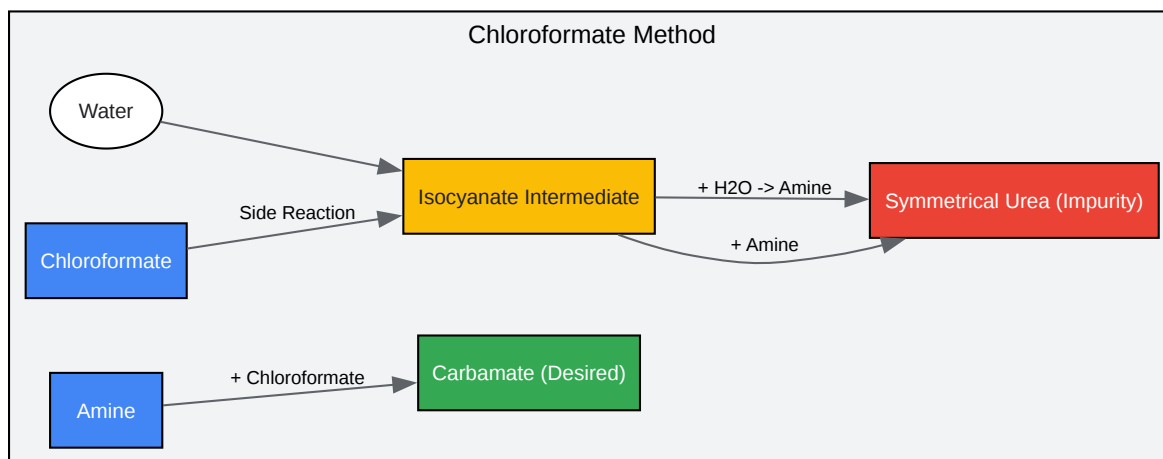 Chloroformate Method
Water
Isocyanate Intermediate
+ H2O -> Amine
Symmetrical Urea (Impurity)
Side Reaction
+ Amine
Chloroformate
Carbamate (Desired)
+ Chloroformate
Amine